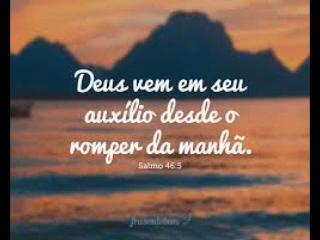 Deus vem em seu
auxílio desde o
romper da manhã.
Salmo 46:5